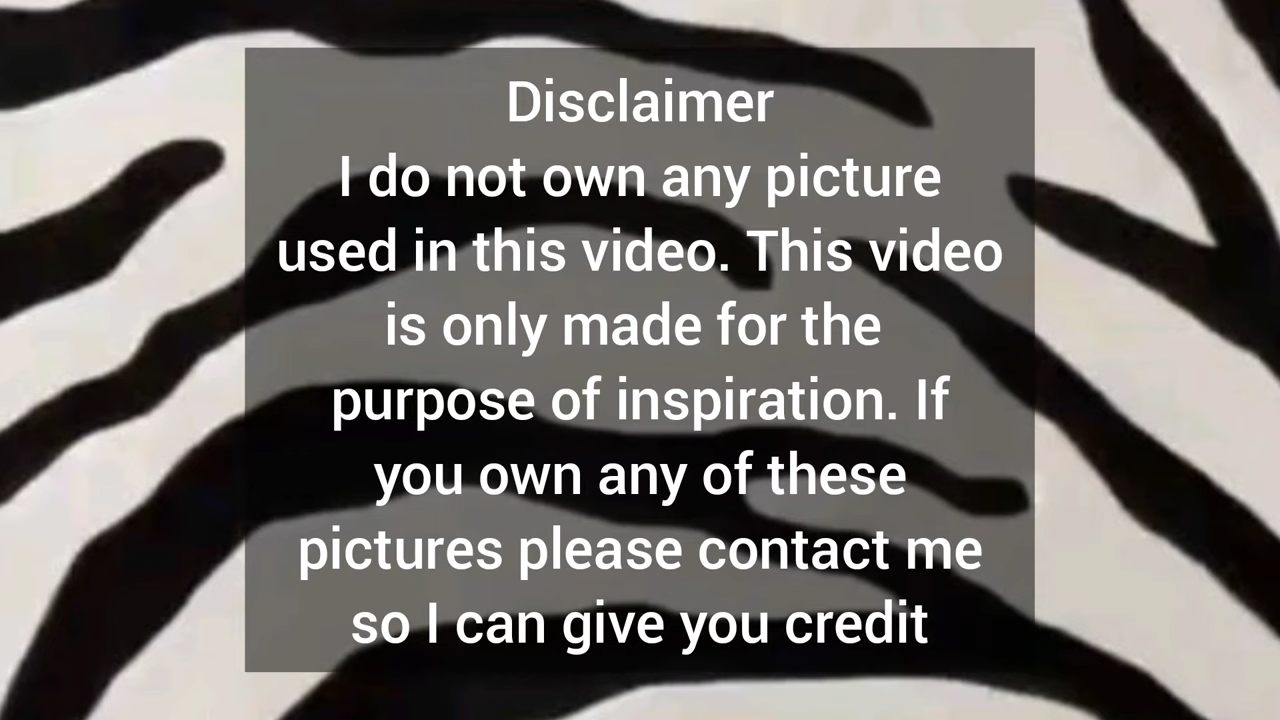 Disclaimer
I do not own any picture
used in this video. This video
is only made for the
purpose of inspiration. If
you own any of these
pictures please contact me
so I can give you credit